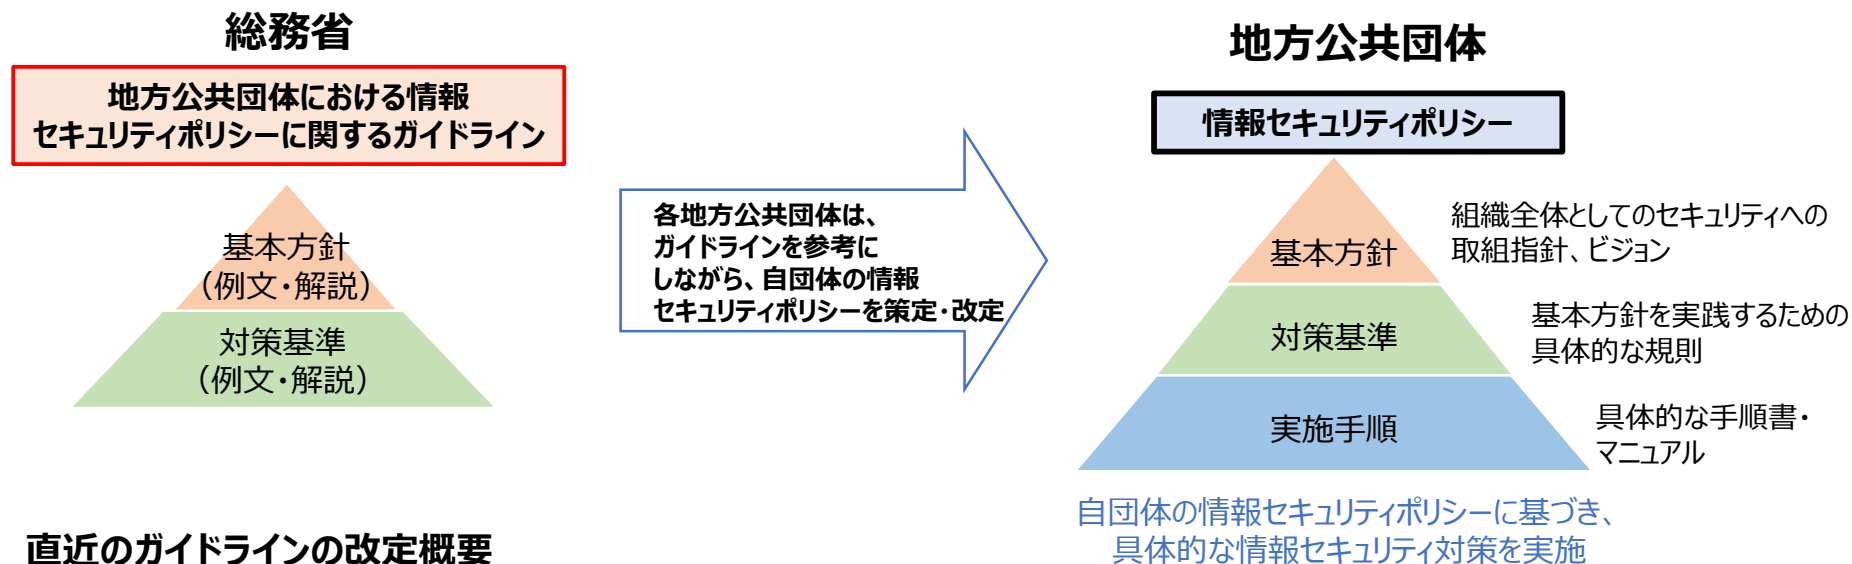 総務省
地方公共団体における情報
セキュリティポリシーに関するガイドライン
基本方針
（例文・解説）
対策基準
（例文・解説）
各地方公共団体は、
ガイドラインを参考に
しながら、自団体の情報
セキュリティポリシーを策定・改定
地方公共団体
情報セキュリティポリシー
基本方針
組織全体としてのセキュリティへの
取組指針、ビジョン
対策基準
基本方針を実践するための
具体的な規則
実施手順
具体的な手順書・
マニュアル
自団体の情報セキュリティポリシーに基づき、
具体的な情報セキュリティ対策を実施
直近のガイドラインの改定概要